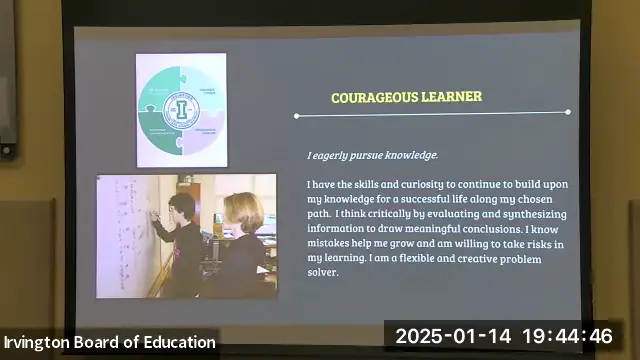 COURAGEOUS LEARNER
I eagerly pursue knowledge.
I have the skills and curiosity to continue to build upon
my knowledge for a successful life along my chosen
path. I think critically by evaluating and synthesizing
information to draw meaningful conclusions. I know
mistakes help me grow and am willing to take risks in
my learning. I am a flexible and creative problem
solver.
I
Irvington Board of Education
2025-01-14 19:44:46